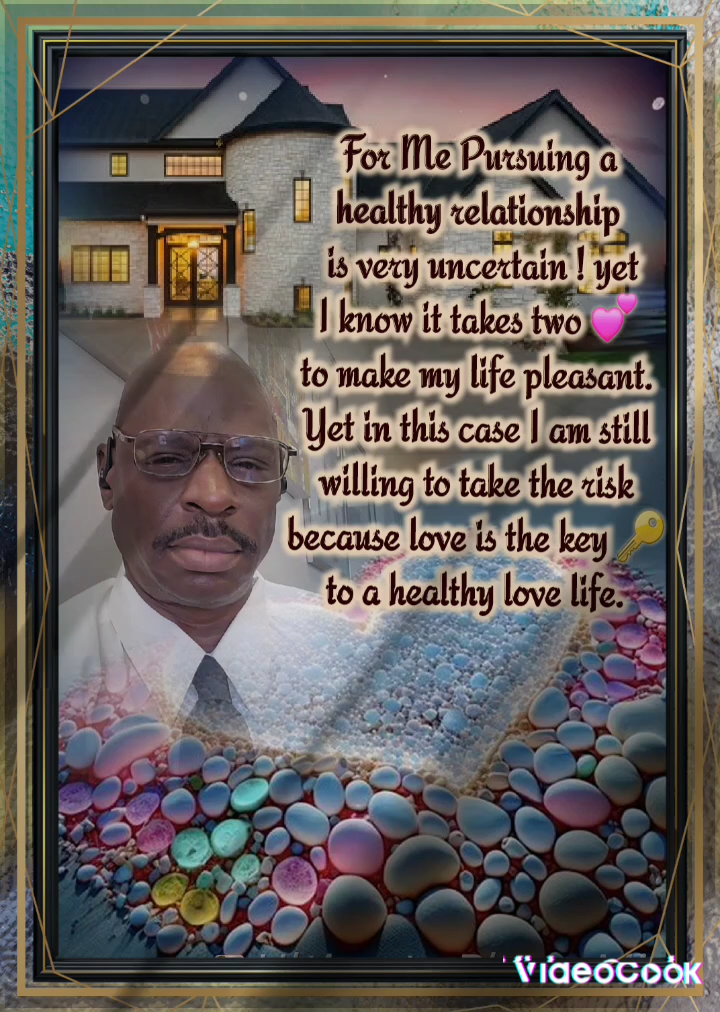 For Me Pursuing a
healthy relationship
is very uncertain ! yet
I know it takes two 💕
to make my life pleasant.
Yet in this case I am still
willing to take the risk
because love is the key 🔑
to a healthy love life.
VideoCook